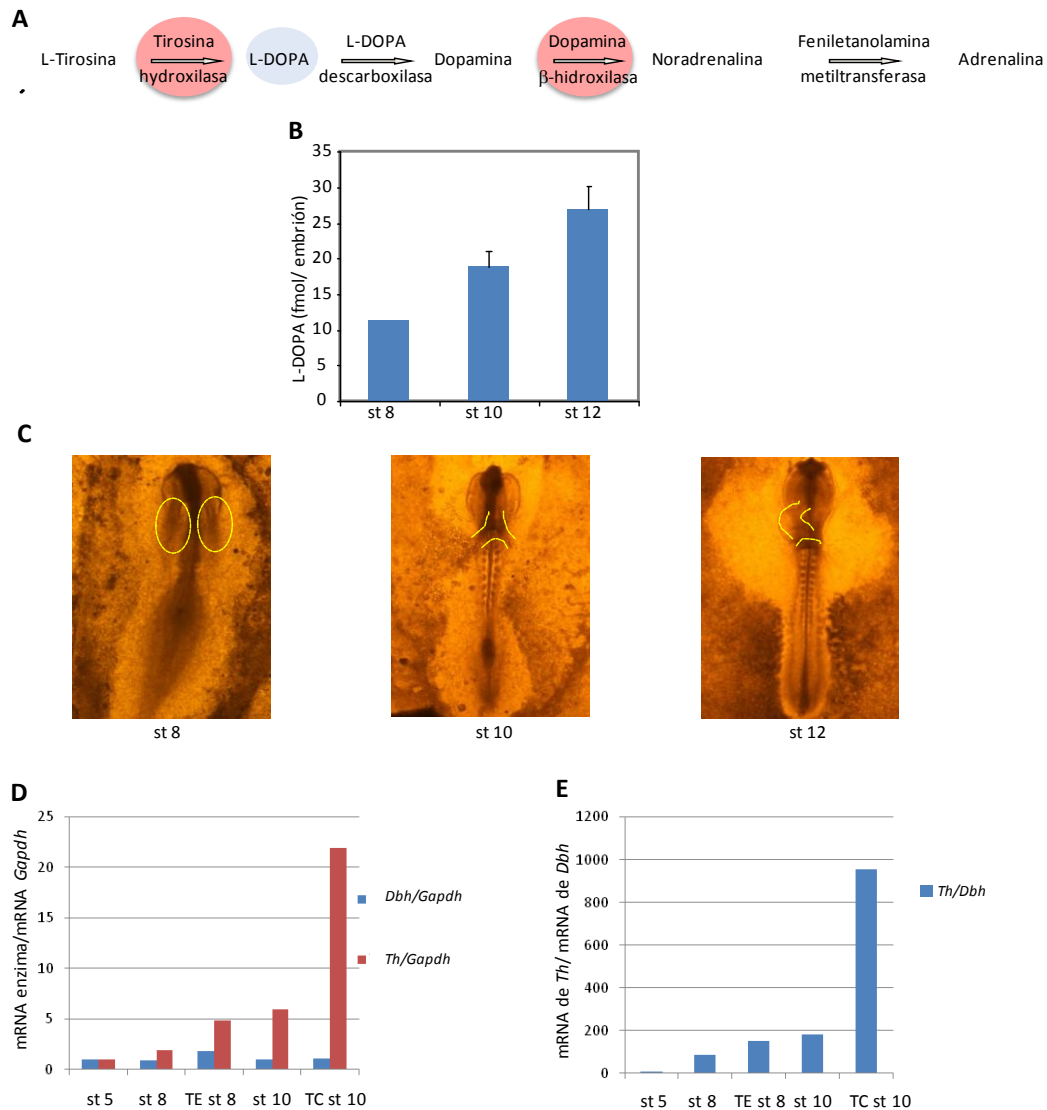 A
L-Tirosina
Tirosina
hydroxilasa
L-DOPA
L-DOPA
descarboxilasa
Dopamina
Dopamina
β-hidroxilasa
Noradrenalina
Feniletanolamina
metiltransferasa
Adrenalina
B
L-DOPA (fmol/ embrión)
35
30
25
20
15
10
5
0
st 8
st 10
st 12
C
st 8
st 10
st 12
D
mRNA enzima/mRNA Gapdh
25
20
15
10
5
0
st 5
st 8
TE st 8
st 10
TC st 10
Dbh/Gapdh
Th/Gapdh
E
mRNA de Th/ mRNA de Dbh
1200
1000
800
600
400
200
0
st 5
st 8
TE st 8
st 10
TC st 10
Th/Dbh